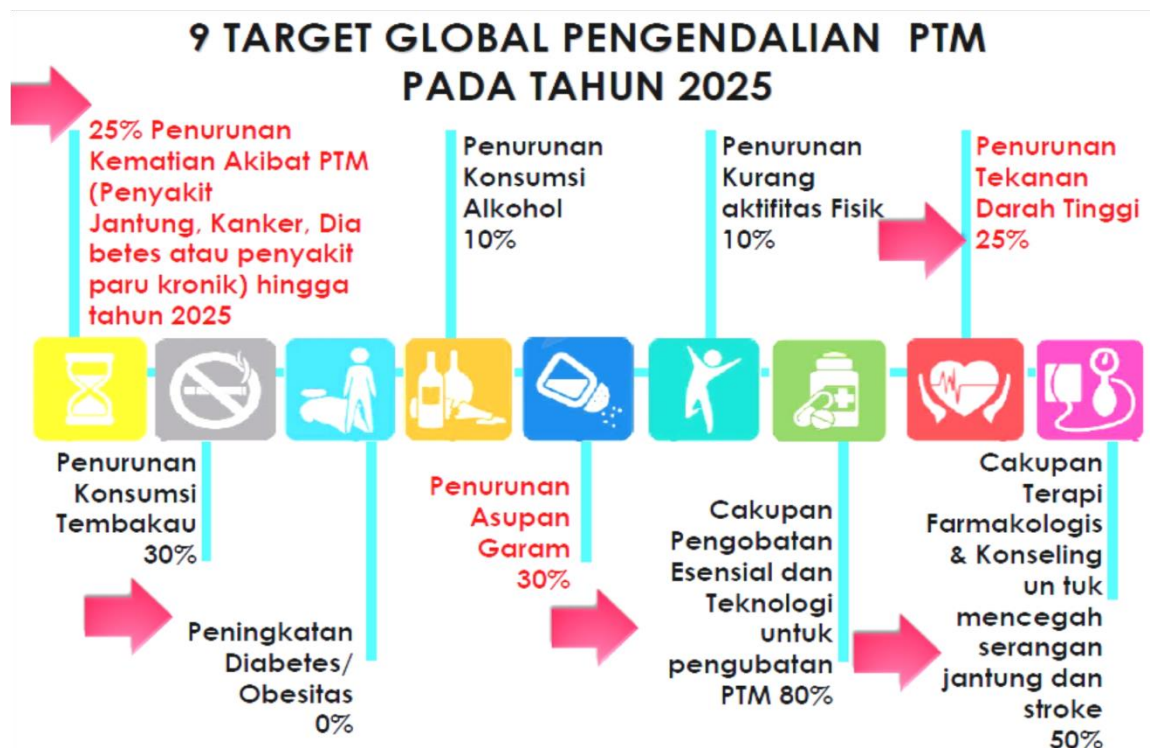 9 TARGET GLOBAL PENGENDALIAN PTM
PADA TAHUN 2025
25% Penurunan
Kematian Akibat PTM
(Penyakit
Jantung, Kanker, Dia
betes atau penyakit
paru kronik) hingga
tahun 2025
Penurunan
Konsumsi
Alkohol
10%
Penurunan
Kurang
aktifitas Fisik
10%
Penurunan
Tekanan
Darah Tinggi
25%
Penurunan
Konsumsi
Tembakau
30%
Peningkatan
Diabetes/
Obesitas
0%
Penurunan
Asupan
Garam
30%
Cakupan
Pengobatan
Esensial dan
Teknologi
untuk
pengubatan
PTM 80%
Cakupan
Terapi
Farmakologis
& Konseling
un tuk
mencegah
serangan
jantung dan
stroke
50%